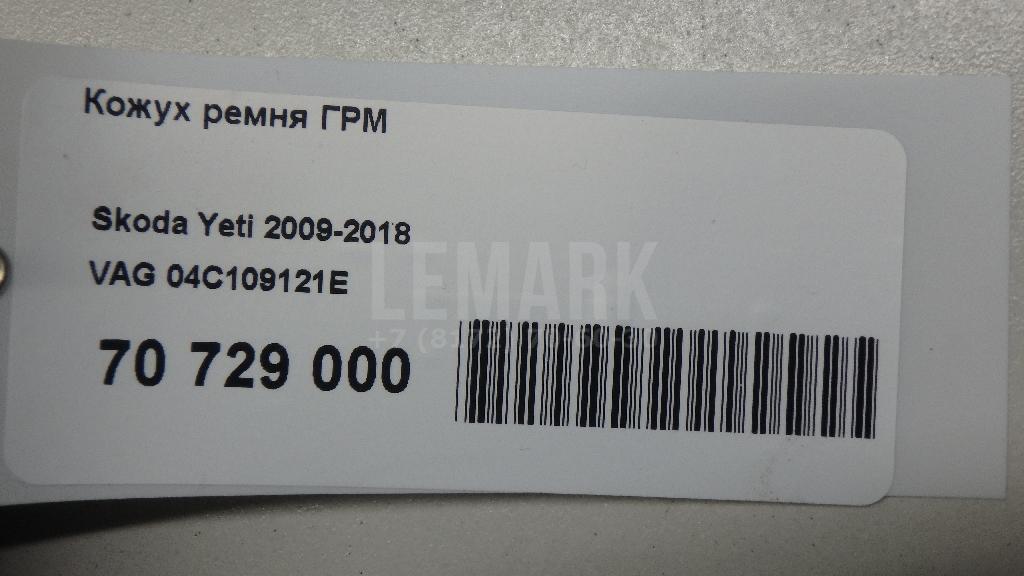 Кожух ремня ГРМ
Skoda Yeti 2009-2018
VAG 04C109121E
LEMARK
70 729 000